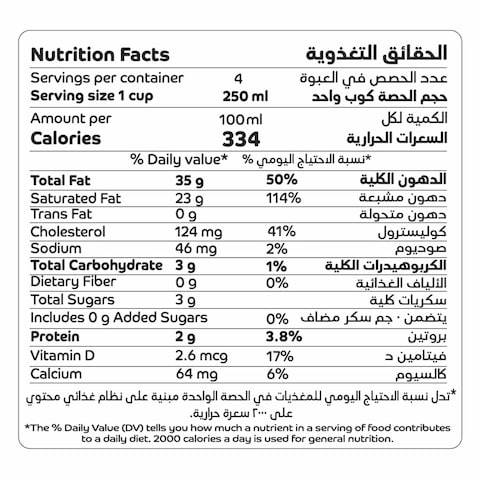 Nutrition Facts الحقائق التغذوية
Servings per container 4 عدد الحصص في العبوة
Serving size 1 cup 250 ml حجم الحصة كوب واحد
Amount per 100ml الكمية لكل
Calories 334 السعرات الحرارية
% Daily value* *نسبة الاحتياج اليومي %
Total Fat 35 g 50% الدهون الكلية
Saturated Fat 23 g 114% دهون مشبعة
Trans Fat 0 g دهون متحولة
Cholesterol 124 mg 41% كوليسترول
Sodium 46 mg 2% صوديوم
Total Carbohydrate 3 g 1% الكربوهيدرات الكلية
Dietary Fiber 0 g 0% الألياف الغذائية
Total Sugars 3 g سكريات كلية
Includes 0 g Added Sugars 0% يتضمن ٠ جم سكر مضاف
Protein 2 g 3.8% بروتين
Vitamin D 2.6 mcg 17% فيتامين د
Calcium 64 mg 6% كالسيوم
*تدل نسبة الاحتياج اليومي للمغذيات في الحصة الواحدة مبنية على نظام غذائي محتوي
على ٢٠٠٠ سعرة حرارية.
*The % Daily Value (DV) tells you how much a nutrient in a serving of food contributes
to a daily diet. 2000 calories a day is used for general nutrition.